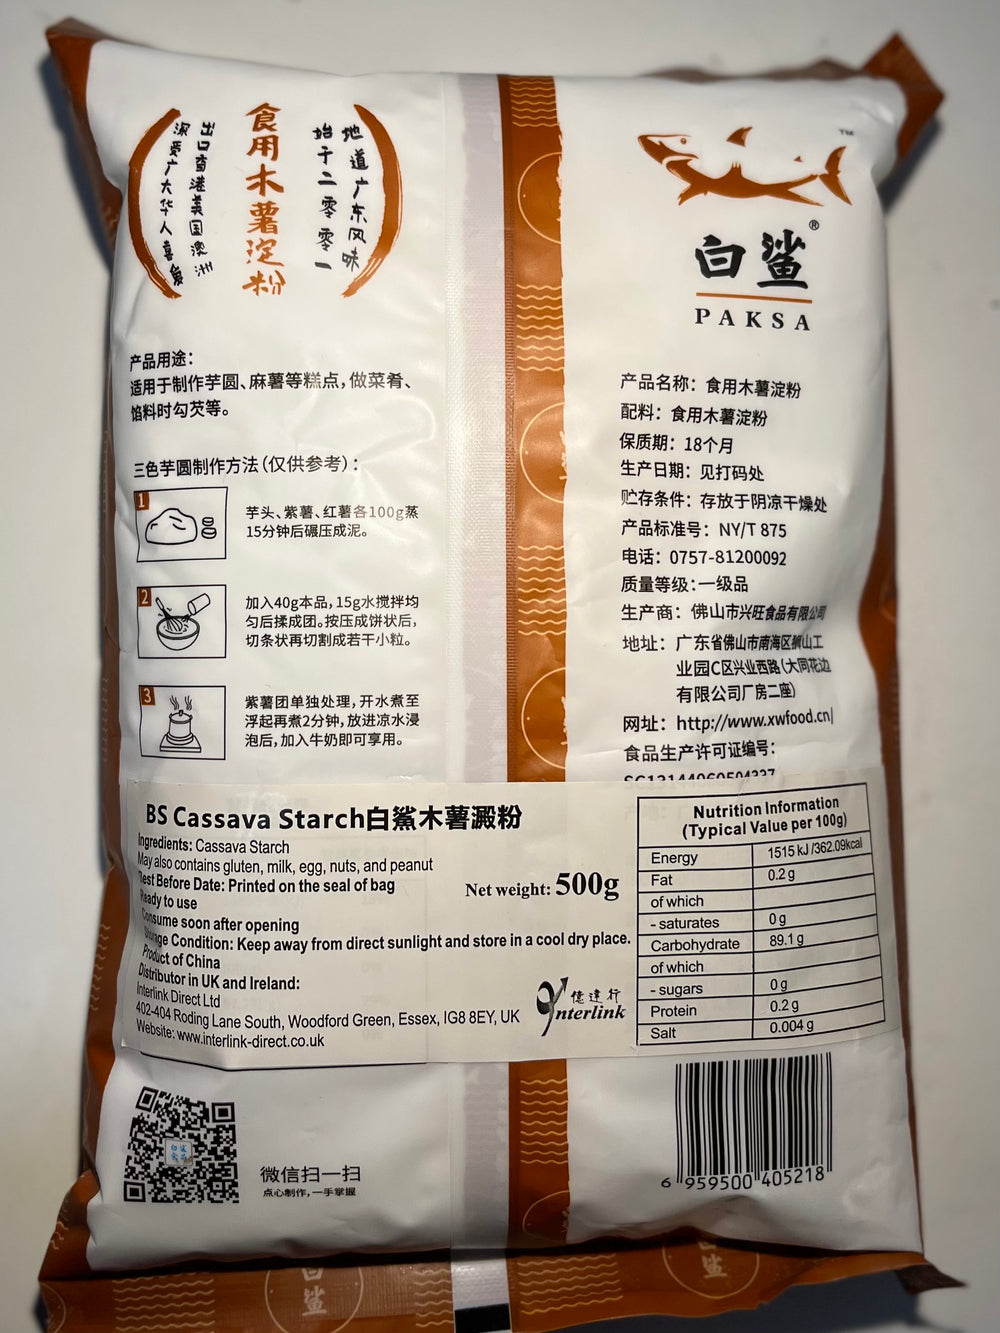 地道广东风味
始于二零零一
食用木薯淀粉
出口香港美国澳洲
深受广大华人喜爱
产品用途：
适用于制作芋圆、麻薯等糕点，做菜肴、
馅料时勾芡等。
三色芋圆制作方法（仅供参考）：
1
芋头、紫薯、红薯各100g蒸
15分钟后碾压成泥。
2
加入40g本品，15g水搅拌均
匀后揉成团。按压成饼状后，
切条状再切割成若干小粒。
3
紫薯团单独处理，开水煮至
浮起再煮2分钟，放进凉水浸
泡后，加入牛奶即可享用。
TM
白鲨®
PAKSA
产品名称：食用木薯淀粉
配料：食用木薯淀粉
保质期：18个月
生产日期：见打码处
贮存条件：存放于阴凉干燥处
产品标准号：NY/T 875
电话：0757-81200092
质量等级：一级品
生产商：佛山市兴旺食品有限公司
地址：广东省佛山市南海区狮山工
业园C区兴业西路（大同花边
有限公司厂房二座）
网址：http://www.xwfood.cn
食品生产许可证编号：
SC13144060504337
BS Cassava Starch白鯊木薯澱粉
Ingredients: Cassava Starch
May also contains gluten, milk, egg, nuts, and peanut
Best Before Date: Printed on the seal of bag
Ready to use
Consume soon after opening
Storage Condition: Keep away from direct sunlight and store in a cool dry place.
Product of China
Distributor in UK and Ireland:
Interlink Direct Ltd
402-404 Roding Lane South, Woodford Green, Essex, IG8 8EY, UK
Website: www.interlink-direct.co.uk
Net weight: 500g
億達行
Interlink
Nutrition Information
(Typical Value per 100g)
Energy 1515 kJ /362.09kcal
Fat 0.2 g
of which
- saturates 0 g
Carbohydrate 89.1 g
of which
- sugars 0 g
Protein 0.2 g
Salt 0.004 g
微信扫一扫
点心制作，一手掌握
6 959500 405218
白鲨